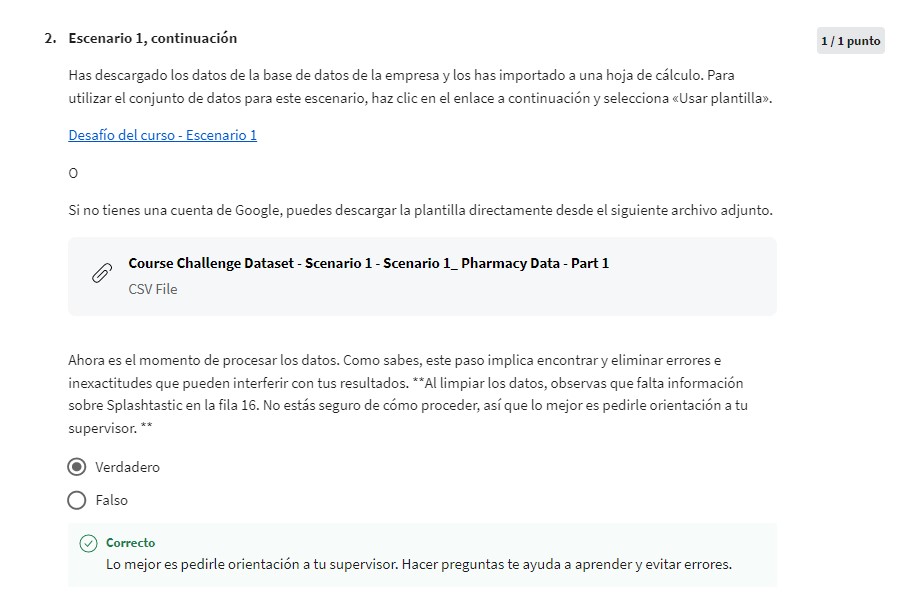 2. Escenario 1, continuación
1 / 1 punto
Has descargado los datos de la base de datos de la empresa y los has importado a una hoja de cálculo. Para
utilizar el conjunto de datos para este escenario, haz clic en el enlace a continuación y selecciona «Usar plantilla».
Desafío del curso - Escenario 1
O
Si no tienes una cuenta de Google, puedes descargar la plantilla directamente desde el siguiente archivo adjunto.
Course Challenge Dataset - Scenario 1 - Scenario 1_ Pharmacy Data - Part 1
CSV File
Ahora es el momento de procesar los datos. Como sabes, este paso implica encontrar y eliminar errores e
inexactitudes que pueden interferir con tus resultados. **Al limpiar los datos, observas que falta información
sobre Splashtastic en la fila 16. No estás seguro de cómo proceder, así que lo mejor es pedirle orientación a tu
supervisor. **
Verdadero
Falso
Correcto
Lo mejor es pedirle orientación a tu supervisor. Hacer preguntas te ayuda a aprender y evitar errores.